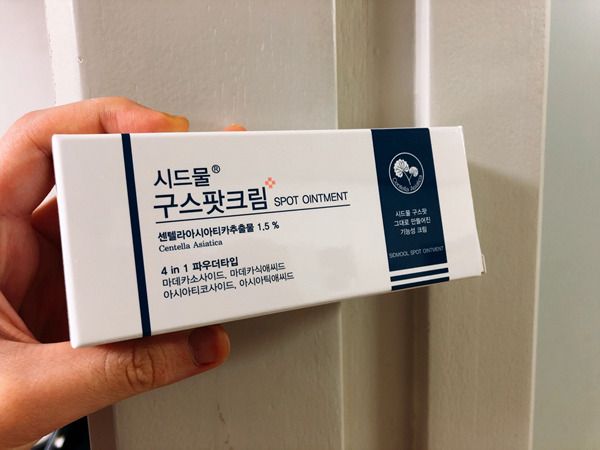 시드물®
구스팟크림 SPOT OINTMENT
센텔라아시아티카추출물 1.5 %
Centella Asiatica
4 in 1 파우더타입
마데카소사이드, 마데카식애씨드
아시아티코사이드, 아시아틱애씨드
Centella Asiatica
시드물 구스팟
그대로 만들어진
기능성 크림
SIDMOOL SPOT OINTMENT